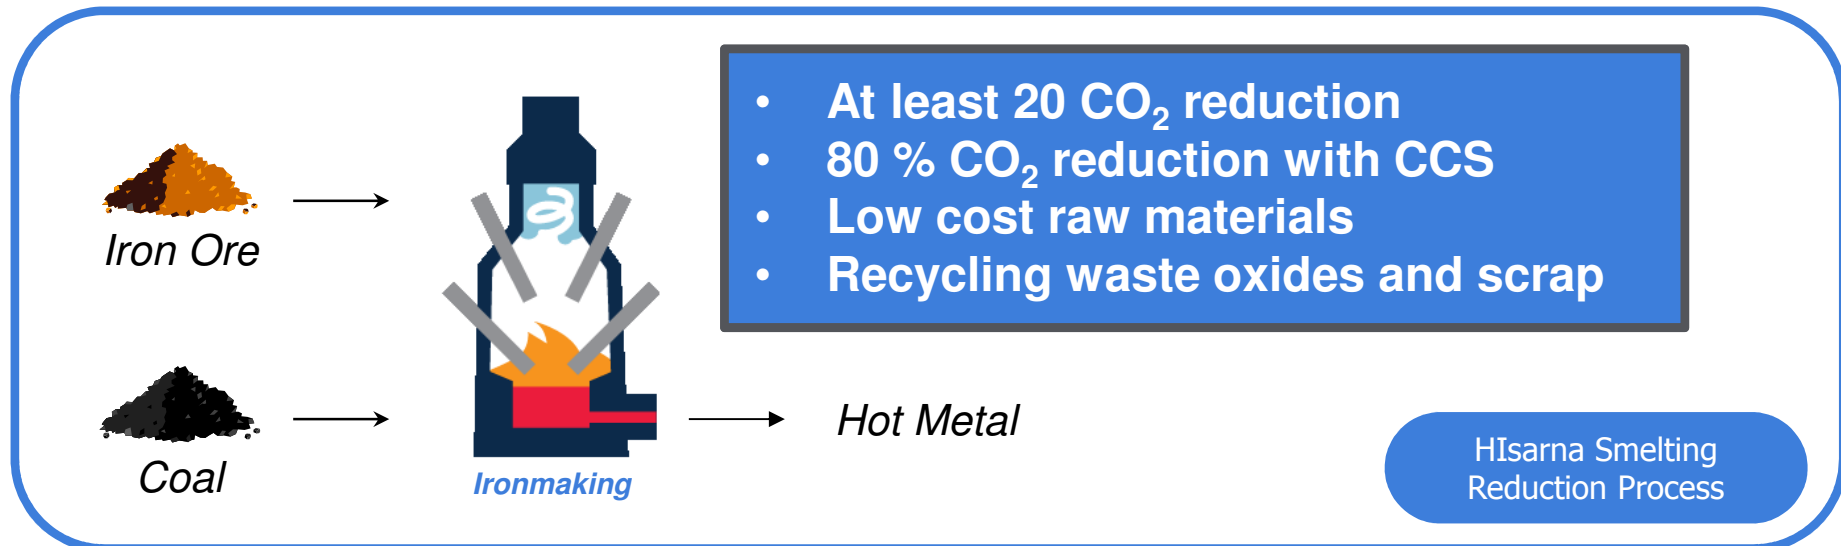 • At least 20 CO₂ reduction
• 80 % CO₂ reduction with CCS
• Low cost raw materials
• Recycling waste oxides and scrap
Iron Ore
Coal
Ironmaking
Hot Metal
HIsarna Smelting
Reduction Process